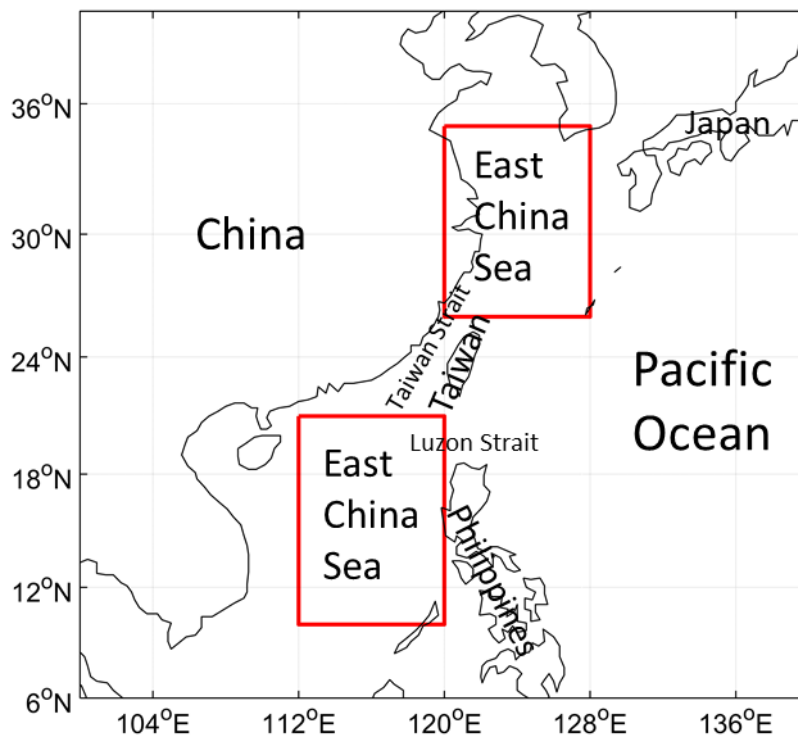 36°N
30°N
24°N
18°N
12°N
6°N
Japan
East
China
Sea
China
Taiwan Strait
Taiwan
Pacific
Ocean
Luzon Strait
East
China
Sea
Philippines
104°E
112°E
120°E
128°E
136°E